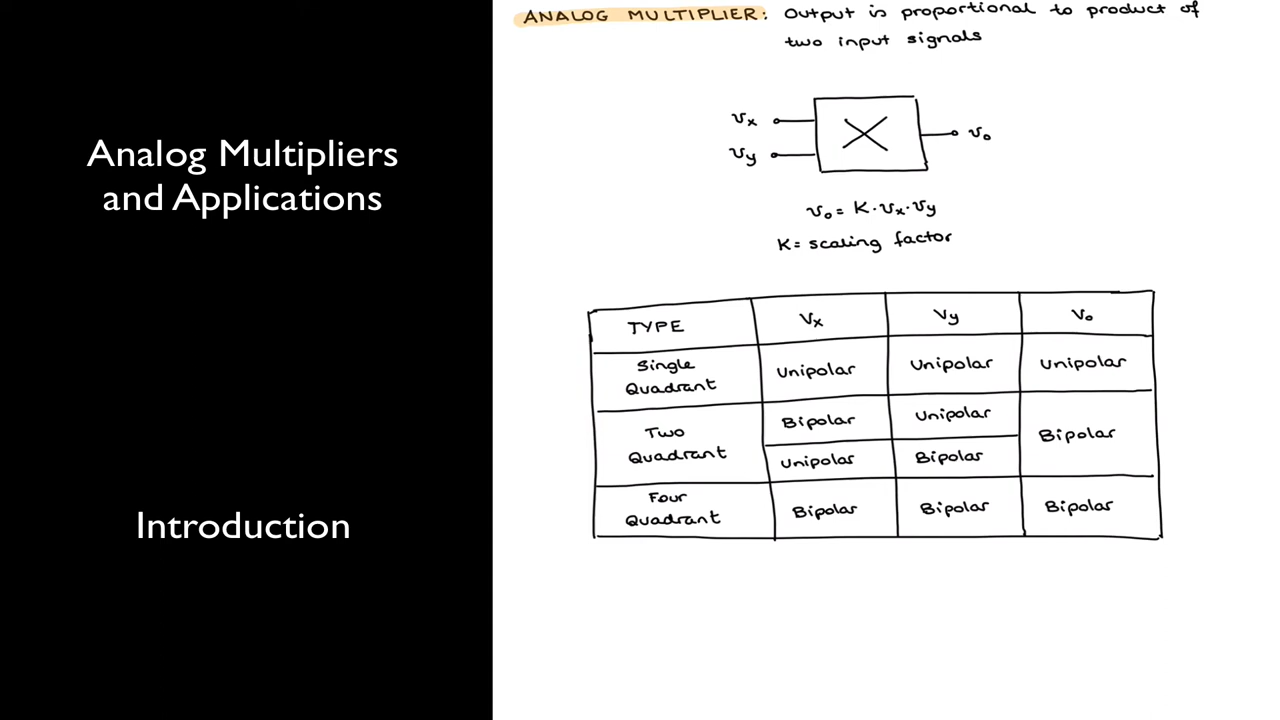 Analog Multipliers
and Applications
Introduction
ANALOG MULTIPLIER: Output is proportional to product of
two input signals
vx
vy
vo
vo = K·vx·vy
K = scaling factor
TYPE Vx Vy Vo
Single Quadrant Unipolar Unipolar Unipolar
Two Quadrant Bipolar Unipolar Bipolar
Unipolar Bipolar
Four Quadrant Bipolar Bipolar Bipolar